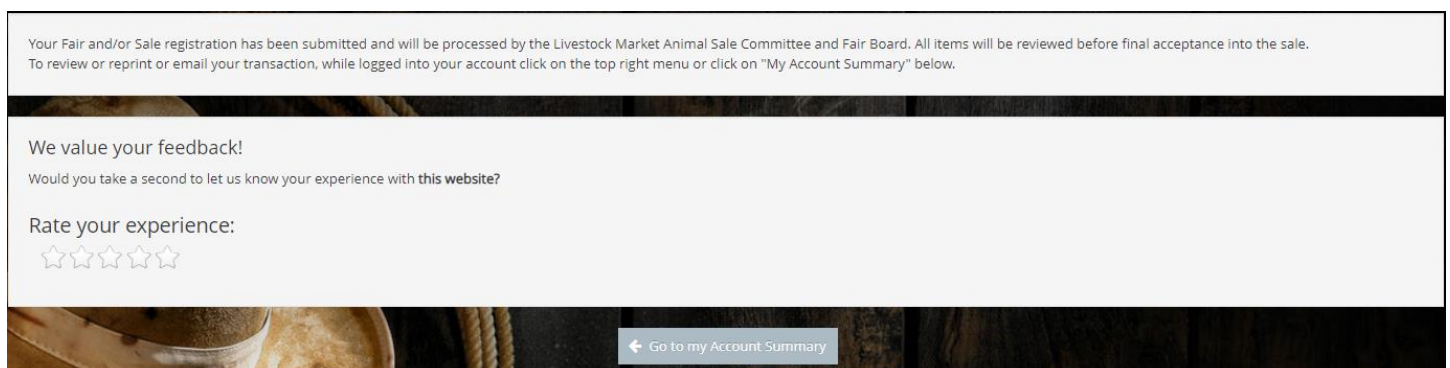 Your Fair and/or Sale registration has been submitted and will be processed by the Livestock Market Animal Sale Committee and Fair Board. All items will be reviewed before final acceptance into the sale.
To review or reprint or email your transaction, while logged into your account click on the top right menu or click on "My Account Summary" below.
We value your feedback!
Would you take a second to let us know your experience with this website?
Rate your experience:
Go to my Account Summary